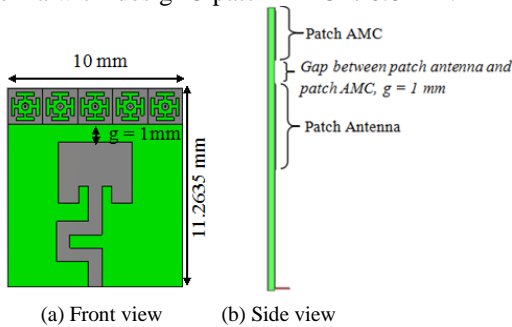 10 mm
g = 1mm
11.2635 mm
Patch AMC
Gap between patch antenna and
patch AMC, g = 1 mm
Patch Antenna
(a) Front view
(b) Side view